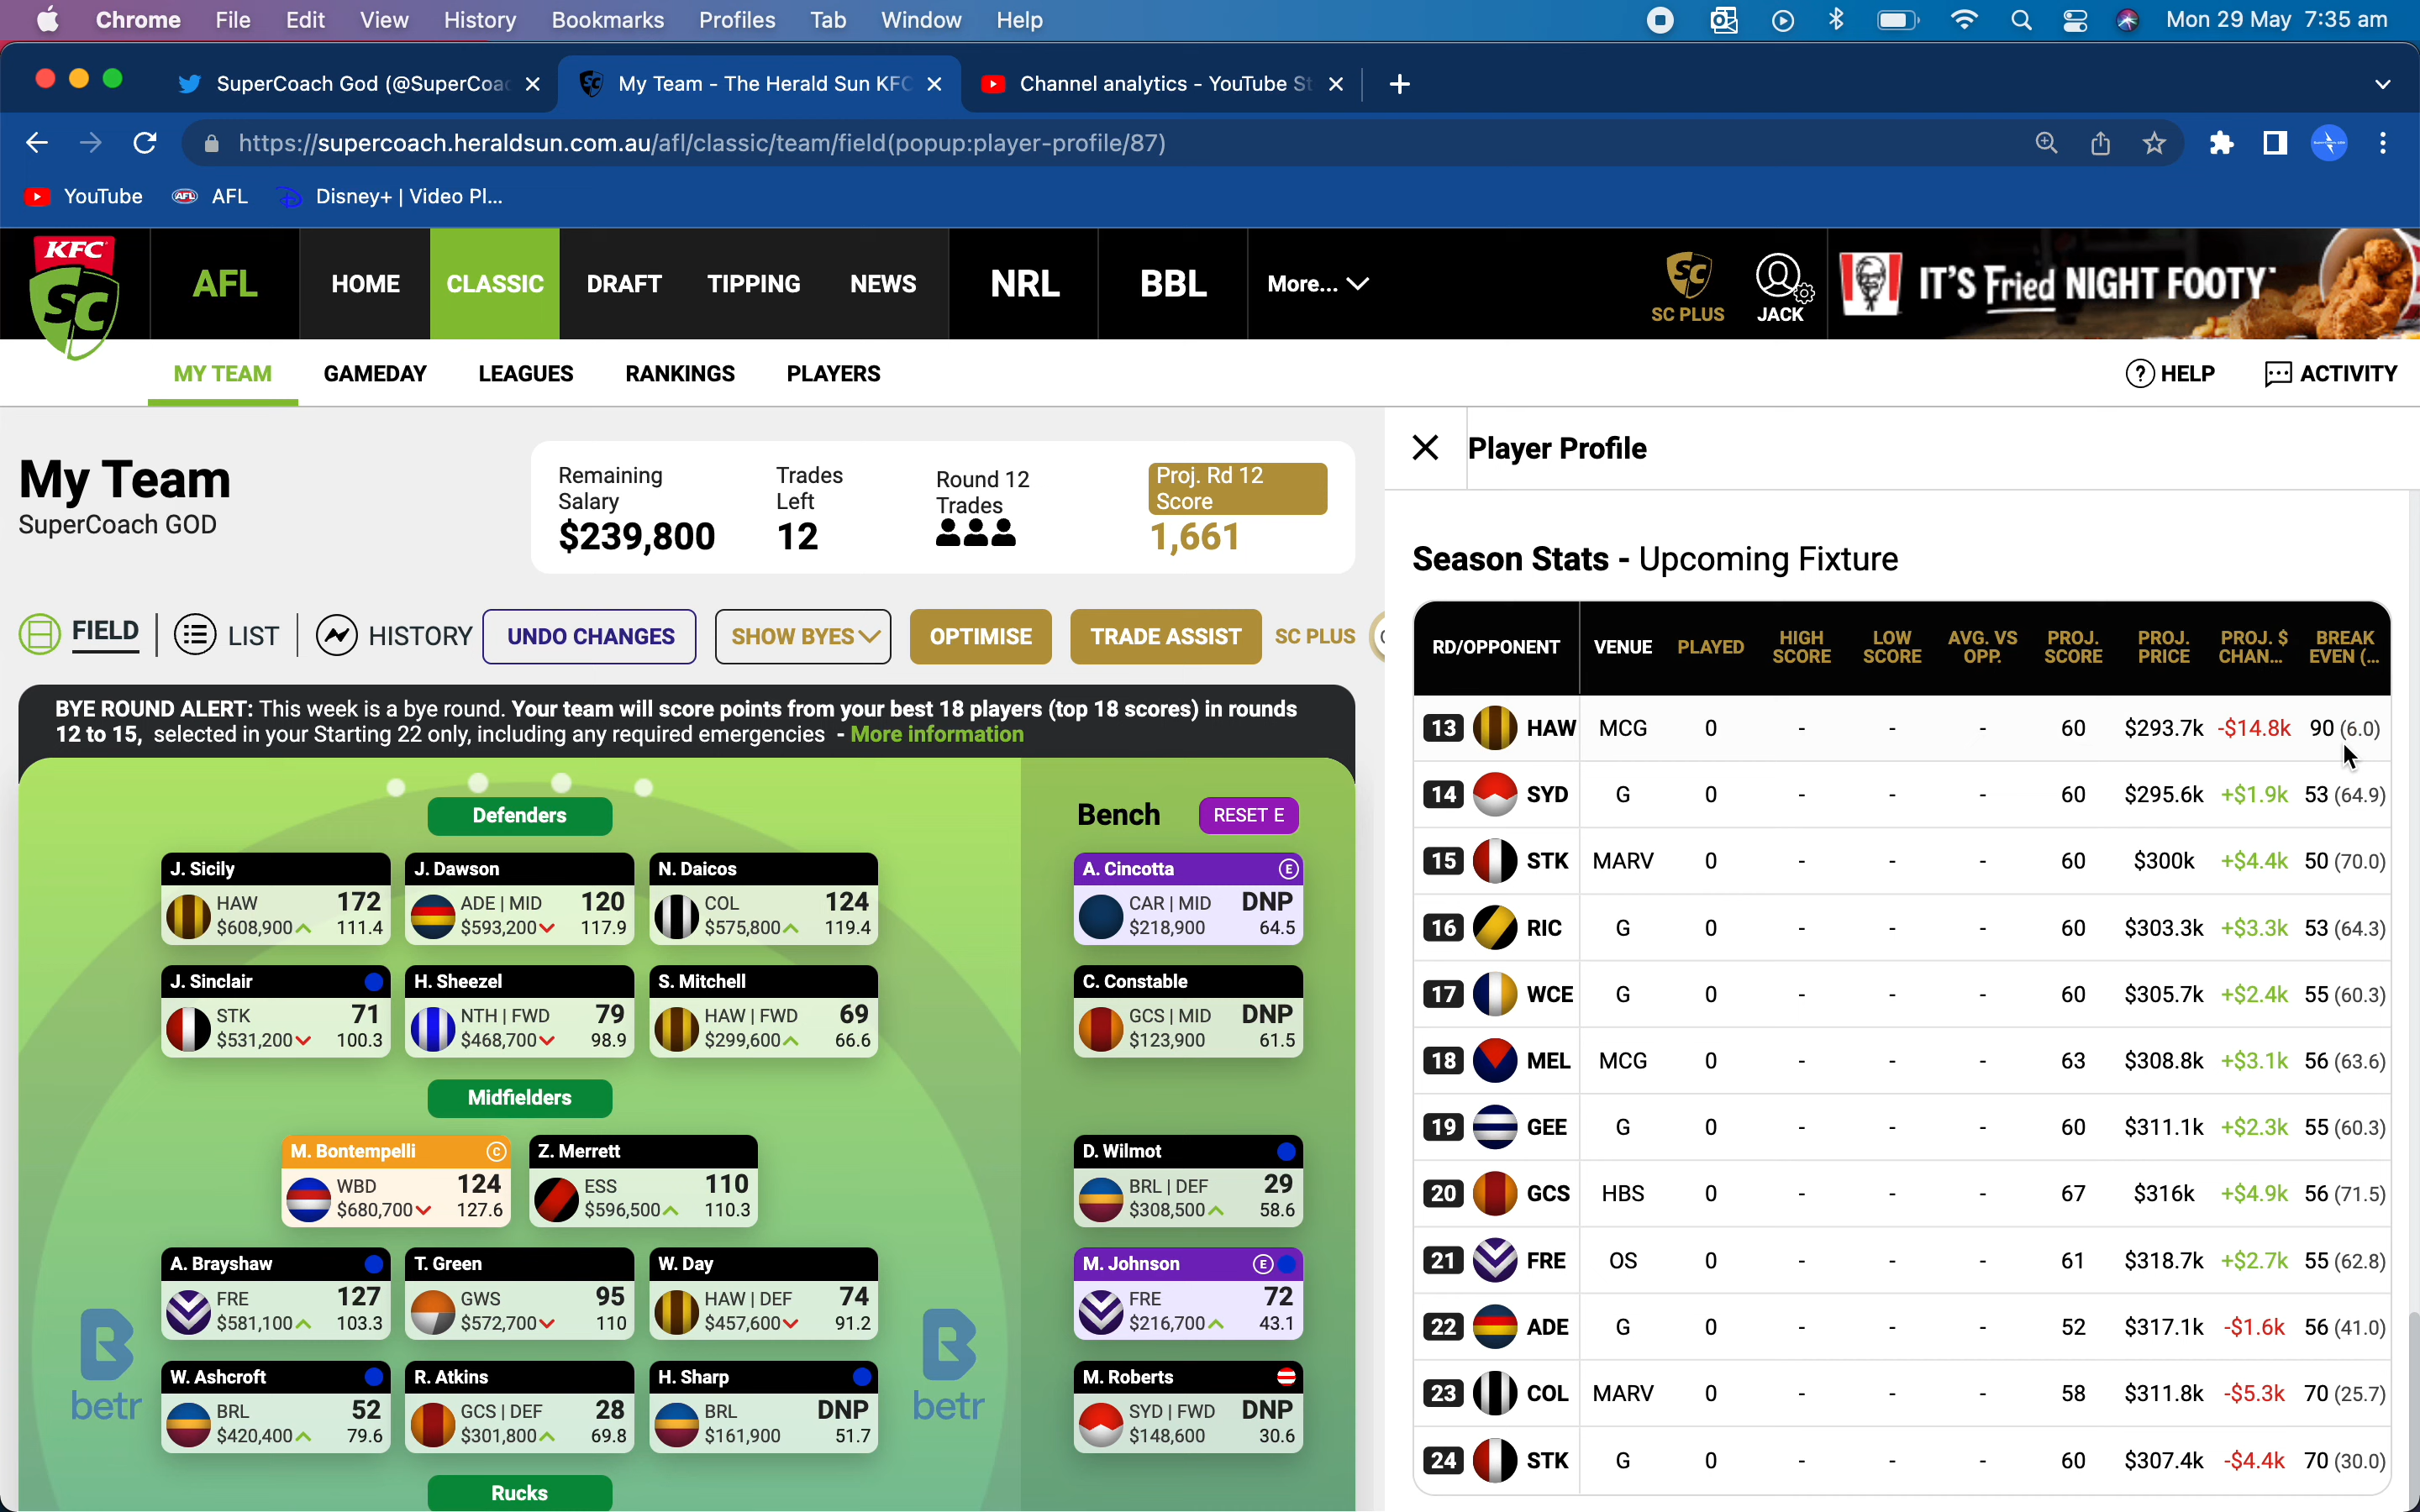 Chrome File Edit View History Bookmarks Profiles Tab Window Help Mon 29 May 7:35 am
SuperCoach God (@SuperCoac My Team - The Herald Sun KFC Channel analytics - YouTube St
https://supercoach.heraldsun.com.au/afl/classic/team/field(popup:player-profile/87)
YouTube AFL Disney+ | Video Pl...
KFC SC AFL HOME CLASSIC DRAFT TIPPING NEWS NRL BBL More... SC SC PLUS JACK IT'S Fried NIGHT FOOTY
MY TEAM GAMEDAY LEAGUES RANKINGS PLAYERS HELP ACTIVITY
My Team
SuperCoach GOD
Remaining Salary
$239,800
Trades Left
12
Round 12 Trades
Proj. Rd 12 Score
1,661
FIELD LIST HISTORY UNDO CHANGES SHOW BYES OPTIMISE TRADE ASSIST SC PLUS
BYE ROUND ALERT: This week is a bye round. Your team will score points from your best 18 players (top 18 scores) in rounds
12 to 15, selected in your Starting 22 only, including any required emergencies - More information
Defenders
Bench RESET E
J. Sicily
HAW 172
$608,900 111.4
J. Dawson
ADE | MID 120
$593,200 117.9
N. Daicos
COL 124
$575,800 119.4
A. Cincotta E
CAR | MID DNP
$218,900 64.5
J. Sinclair
STK 71
$531,200 100.3
H. Sheezel
NTH | FWD 79
$468,700 98.9
S. Mitchell
HAW | FWD 69
$299,600 66.6
C. Constable
GCS | MID DNP
$123,900 61.5
Midfielders
M. Bontempelli C
WBD 124
$680,700 127.6
Z. Merrett
ESS 110
$596,500 110.3
D. Wilmot
BRL | DEF 29
$308,500 58.6
A. Brayshaw
FRE 127
$581,100 103.3
T. Green
GWS 95
$572,700 110
W. Day
HAW | DEF 74
$457,600 91.2
M. Johnson E
FRE 72
$216,700 43.1
W. Ashcroft
BRL 52
$420,400 79.6
R. Atkins
GCS | DEF 28
$301,800 69.8
H. Sharp
BRL DNP
$161,900 51.7
M. Roberts
SYD | FWD DNP
$148,600 30.6
betr
betr
Rucks
Player Profile
Season Stats - Upcoming Fixture
RD/OPPONENT VENUE PLAYED HIGH SCORE LOW SCORE AVG. VS OPP. PROJ. SCORE PROJ. PRICE PROJ. $ CHAN... BREAK EVEN (...
13 HAW MCG 0 - - - 60 $293.7k -$14.8k 90 (6.0)
14 SYD G 0 - - - 60 $295.6k +$1.9k 53 (64.9)
15 STK MARV 0 - - - 60 $300k +$4.4k 50 (70.0)
16 RIC G 0 - - - 60 $303.3k +$3.3k 53 (64.3)
17 WCE G 0 - - - 60 $305.7k +$2.4k 55 (60.3)
18 MEL MCG 0 - - - 63 $308.8k +$3.1k 56 (63.6)
19 GEE G 0 - - - 60 $311.1k +$2.3k 55 (60.3)
20 GCS HBS 0 - - - 67 $316k +$4.9k 56 (71.5)
21 FRE OS 0 - - - 61 $318.7k +$2.7k 55 (62.8)
22 ADE G 0 - - - 52 $317.1k -$1.6k 56 (41.0)
23 COL MARV 0 - - - 58 $311.8k -$5.3k 70 (25.7)
24 STK G 0 - - - 60 $307.4k -$4.4k 70 (30.0)